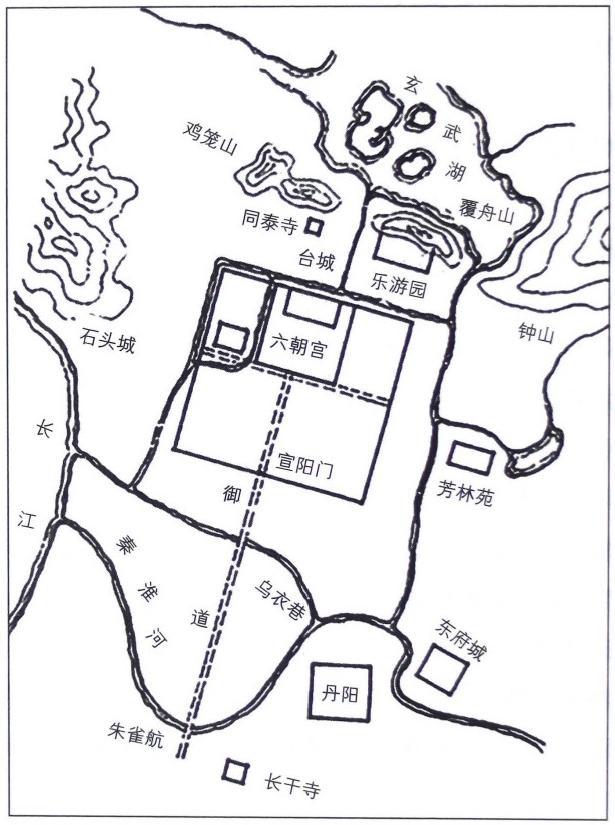 玄武湖
鸡笼山
覆舟山
同泰寺
台城
乐游园
钟山
石头城
六朝宫
长江
宣阳门
芳林苑
御道
秦淮河
乌衣巷
东府城
丹阳
朱雀航
长干寺